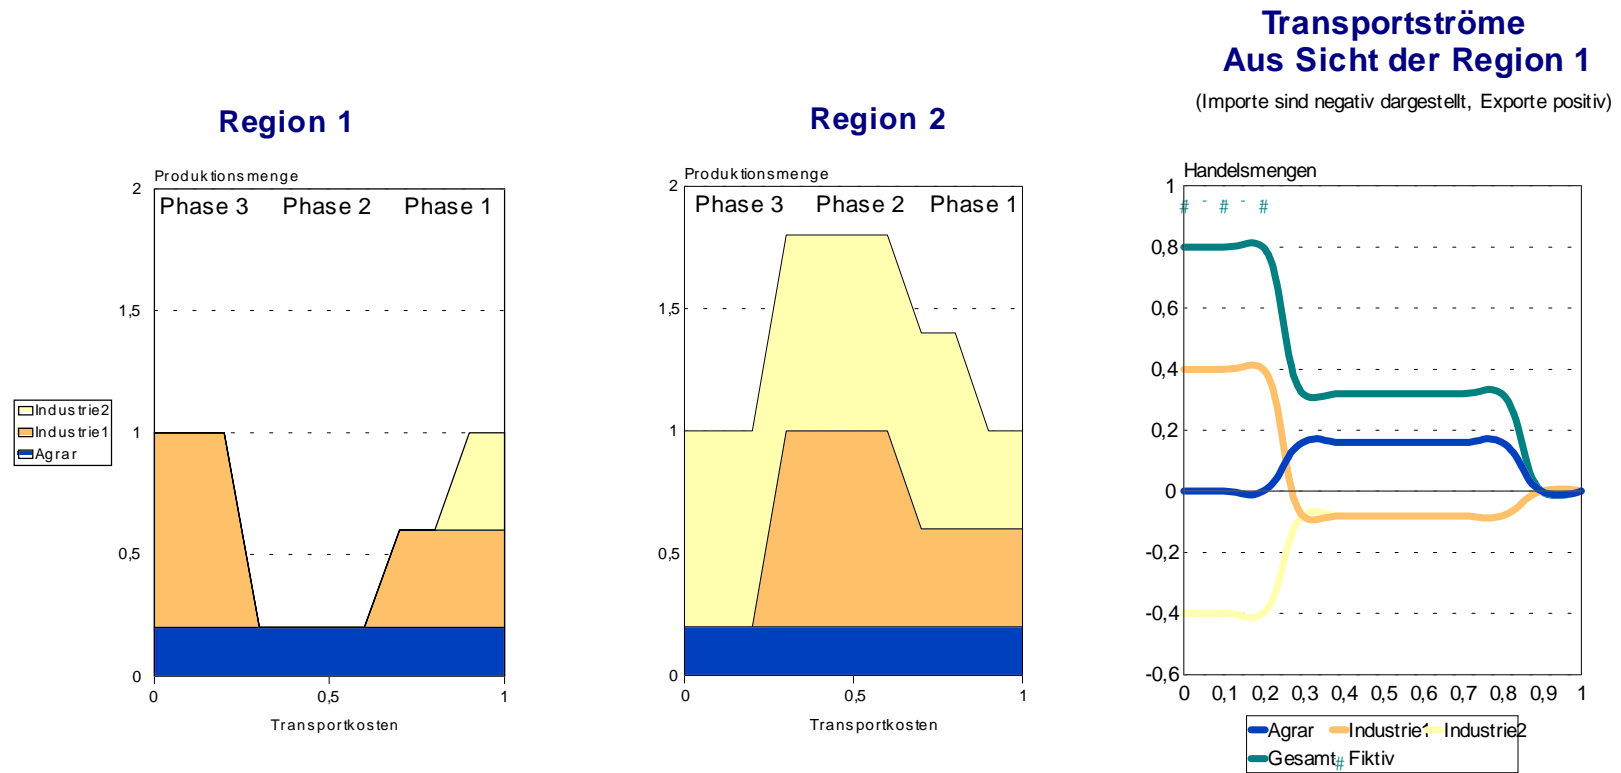 Transportströme
Aus Sicht der Region 1
(Importe sind negativ dargestellt, Exporte positiv)
Region 1
Produktionsmenge
2
1,5
1
0,5
0
Phase 3 Phase 2 Phase 1
0 0,5 1
Transportkosten
Industrie2
Industrie1
Agrar
Region 2
Produktionsmenge
2
1,5
1
0,5
0
Phase 3 Phase 2 Phase 1
0 0,5 1
Transportkosten
Handelsmengen
1
0,8
0,6
0,4
0,2
0
-0,2
-0,4
-0,6
# # #
0 0,1 0,2 0,3 0,4 0,5 0,6 0,7 0,8 0,9 1
Agrar Industrie1 Industrie2
Gesamt # Fiktiv